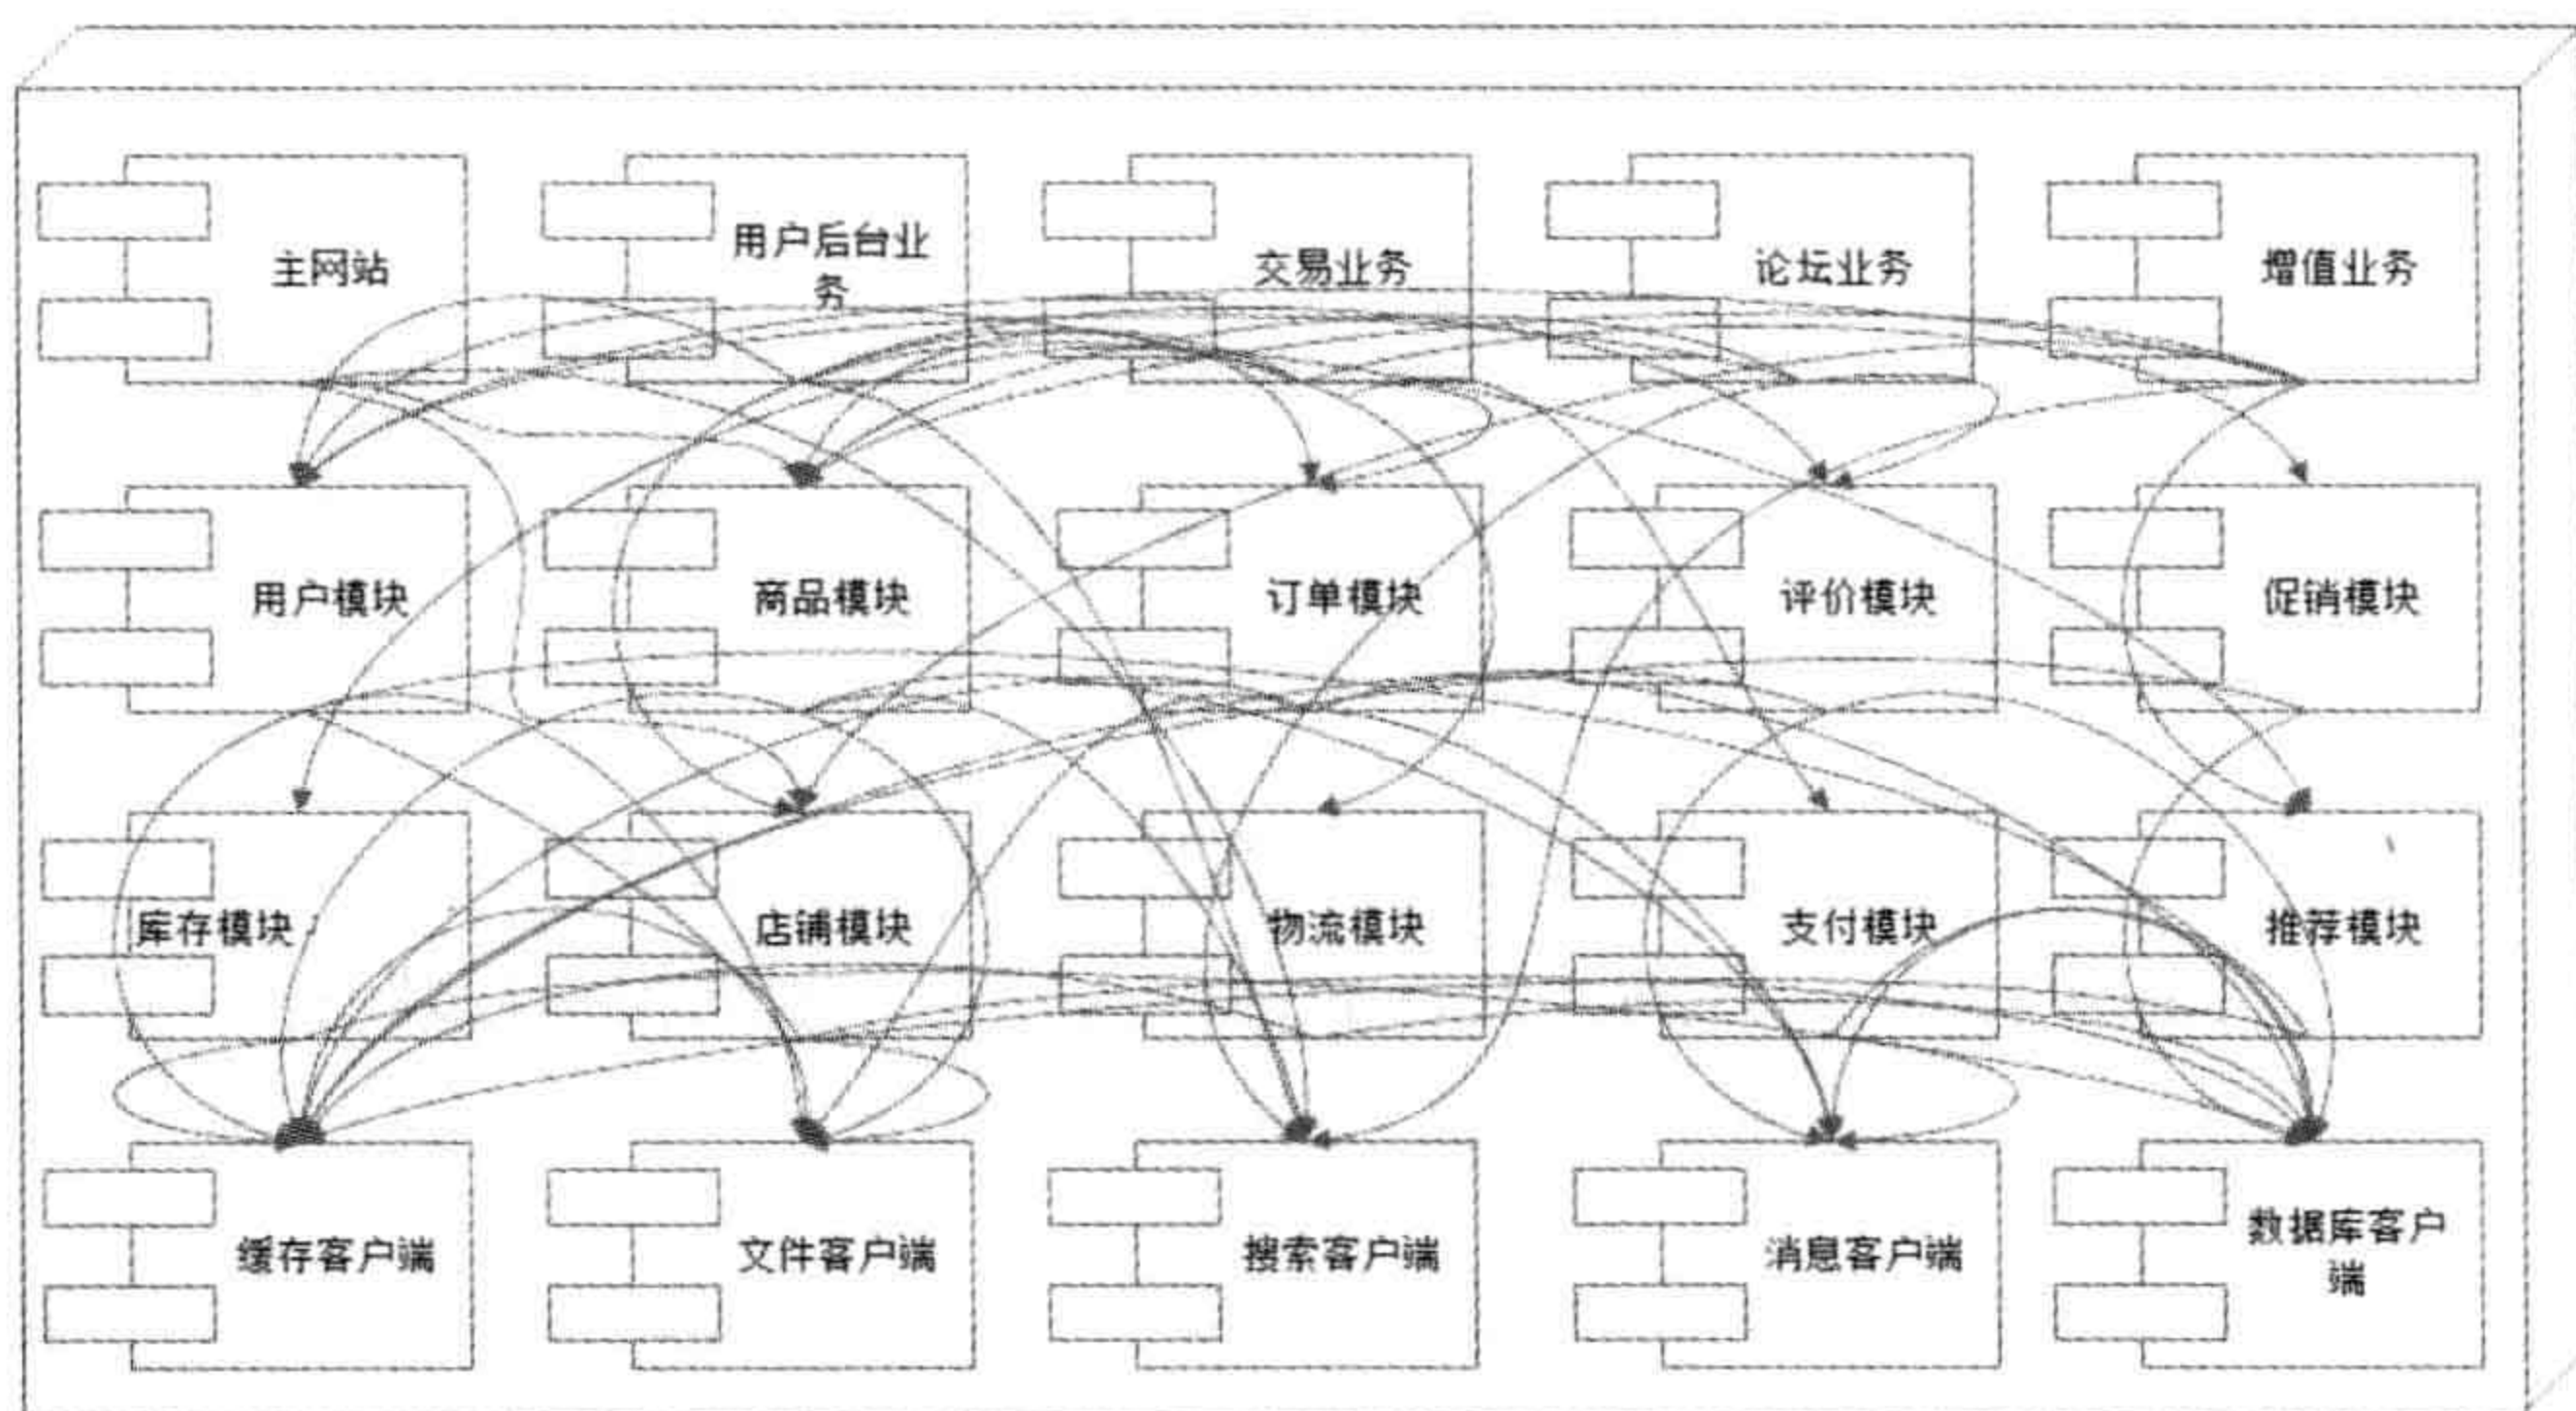 主网站
用户后台业
务
交易业务
论坛业务
增值业务
用户模块
商品模块
订单模块
评价模块
促销模块
库存模块
店铺模块
物流模块
支付模块
推荐模块
缓存客户端
文件客户端
搜索客户端
消息客户端
数据库客户
端